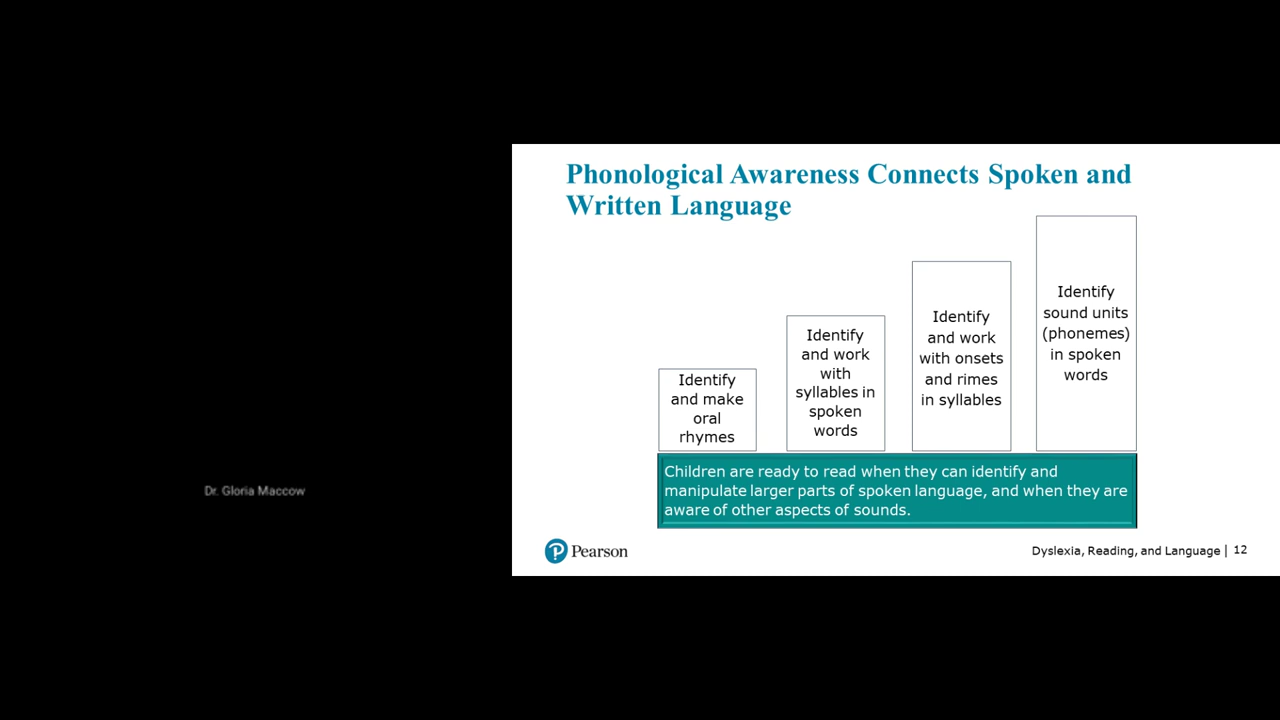 Phonological Awareness Connects Spoken and
Written Language
Identify
and make
oral
rhymes
Identify
and work
with
syllables in
spoken
words
Identify
and work
with onsets
and rimes
in syllables
Identify
sound units
(phonemes)
in spoken
words
Children are ready to read when they can identify and
manipulate larger parts of spoken language, and when they are
aware of other aspects of sounds.
Dr. Gloria Maccow
Pearson
Dyslexia, Reading, and Language | 12